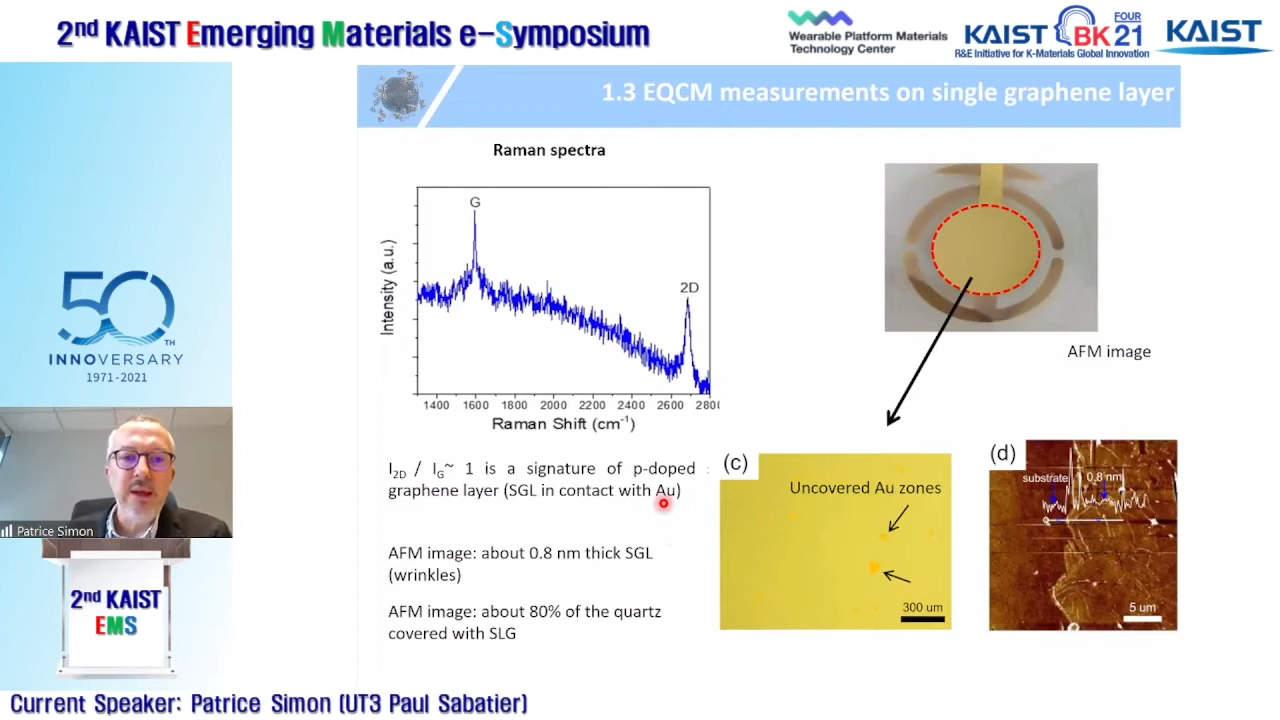 2nd KAIST Emerging Materials e-Symposium
Wearable Platform Materials
Technology Center
KAIST BK FOUR 21
R&E Initiative for K-Materials Global Innovation
KAIST
1.3 EQCM measurements on single graphene layer
Raman spectra
G
2D
Intensity (a.u.)
1400 1600 1800 2000 2200 2400 2600 280
Raman Shift (cm-1)
AFM image
I2D / IG~ 1 is a signature of p-doped
graphene layer (SGL in contact with Au)
AFM image: about 0.8 nm thick SGL
(wrinkles)
AFM image: about 80% of the quartz
covered with SLG
(c)
Uncovered Au zones
300 um
(d)
substrate
0.8 nm
5 um
50 TH
INNOVERSARY
1971-2021
Patrice Simon
2nd KAIST
EMS
Current Speaker: Patrice Simon (UT3 Paul Sabatier)